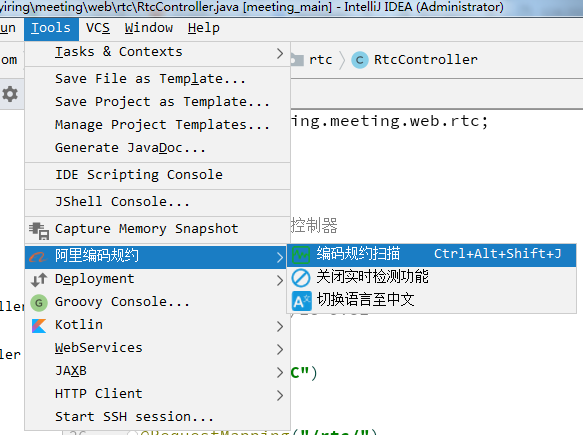 yiring\meeting\web\rtc\RtcController.java [meeting_main] - IntelliJ IDEA (Administrator)
un Tools VCS Window Help
om rtc C RtcController
Tasks & Contexts
Save File as Template...
Save Project as Template...
Manage Project Templates...
ing.meeting.web.rtc;
Generate JavaDoc...
IDE Scripting Console
JShell Console...
Capture Memory Snapshot
控制器
阿里编码规约
编码规约扫描 Ctrl+Alt+Shift+J
Deployment
关闭实时检测功能
Groovy Console...
切换语言至中文
ller
Kotlin
WebServices
ler
JAXB
C")
HTTP Client
Start SSH session...
@RequestMapping("/rtc/")